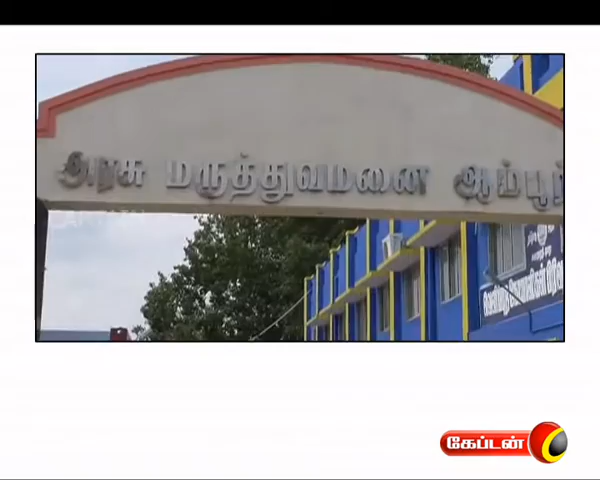 அரசு மருத்துவமனை ஆம்பூர்
கேப்டன்